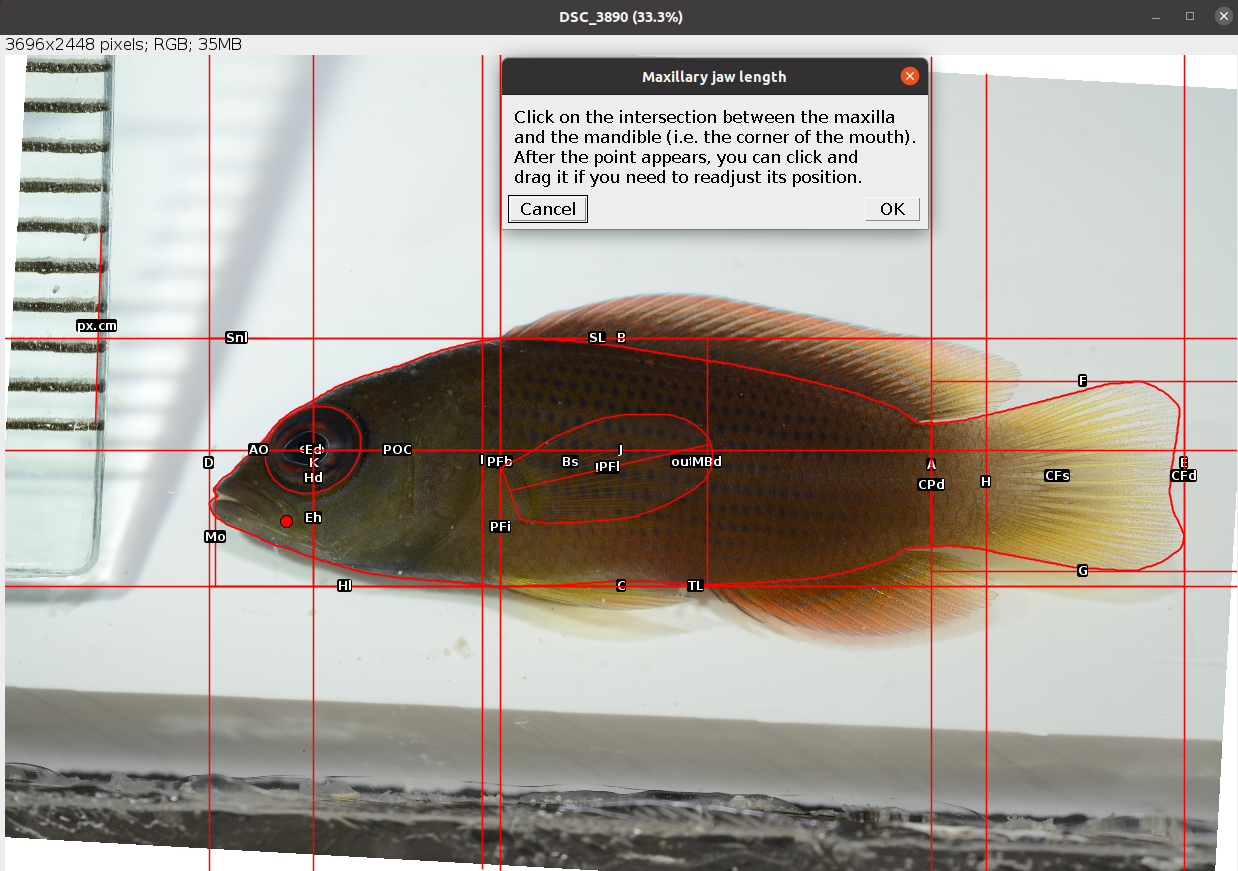 DSC_3890 (33.3%)
3696x2448 pixels; RGB; 35MB
Maxillary jaw length
Click on the intersection between the maxilla
and the mandible (i.e. the corner of the mouth).
After the point appears, you can click and
drag it if you need to readjust its position.
Cancel OK
px.cm
Snl SL B
F
AO Ed POC J
D K PFb Bs PFl MBd A E
Hd CPd H CFs CFd
Eh PFi
Mo
Hl C TL G